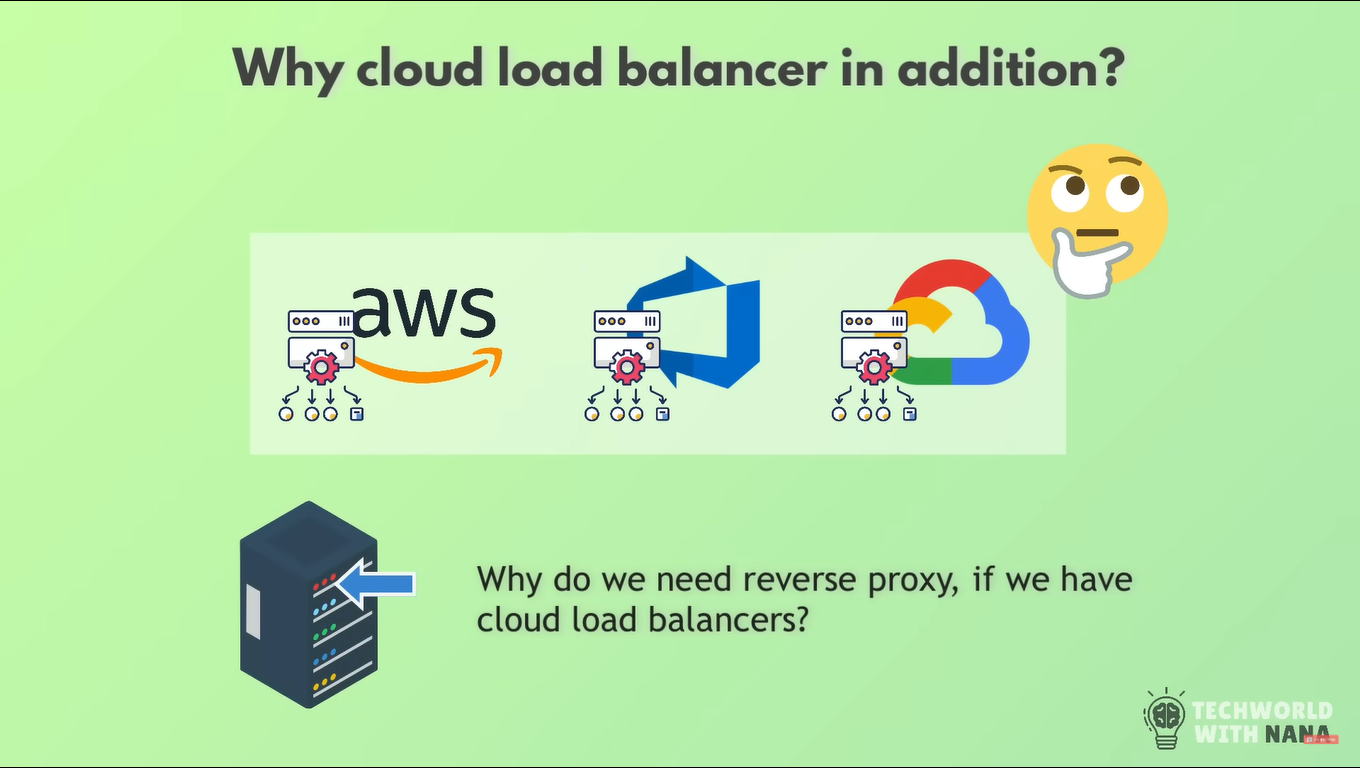 Why cloud load balancer in addition?
aws
Why do we need reverse proxy, if we have
cloud load balancers?
TECHWORLD
WITH NANA